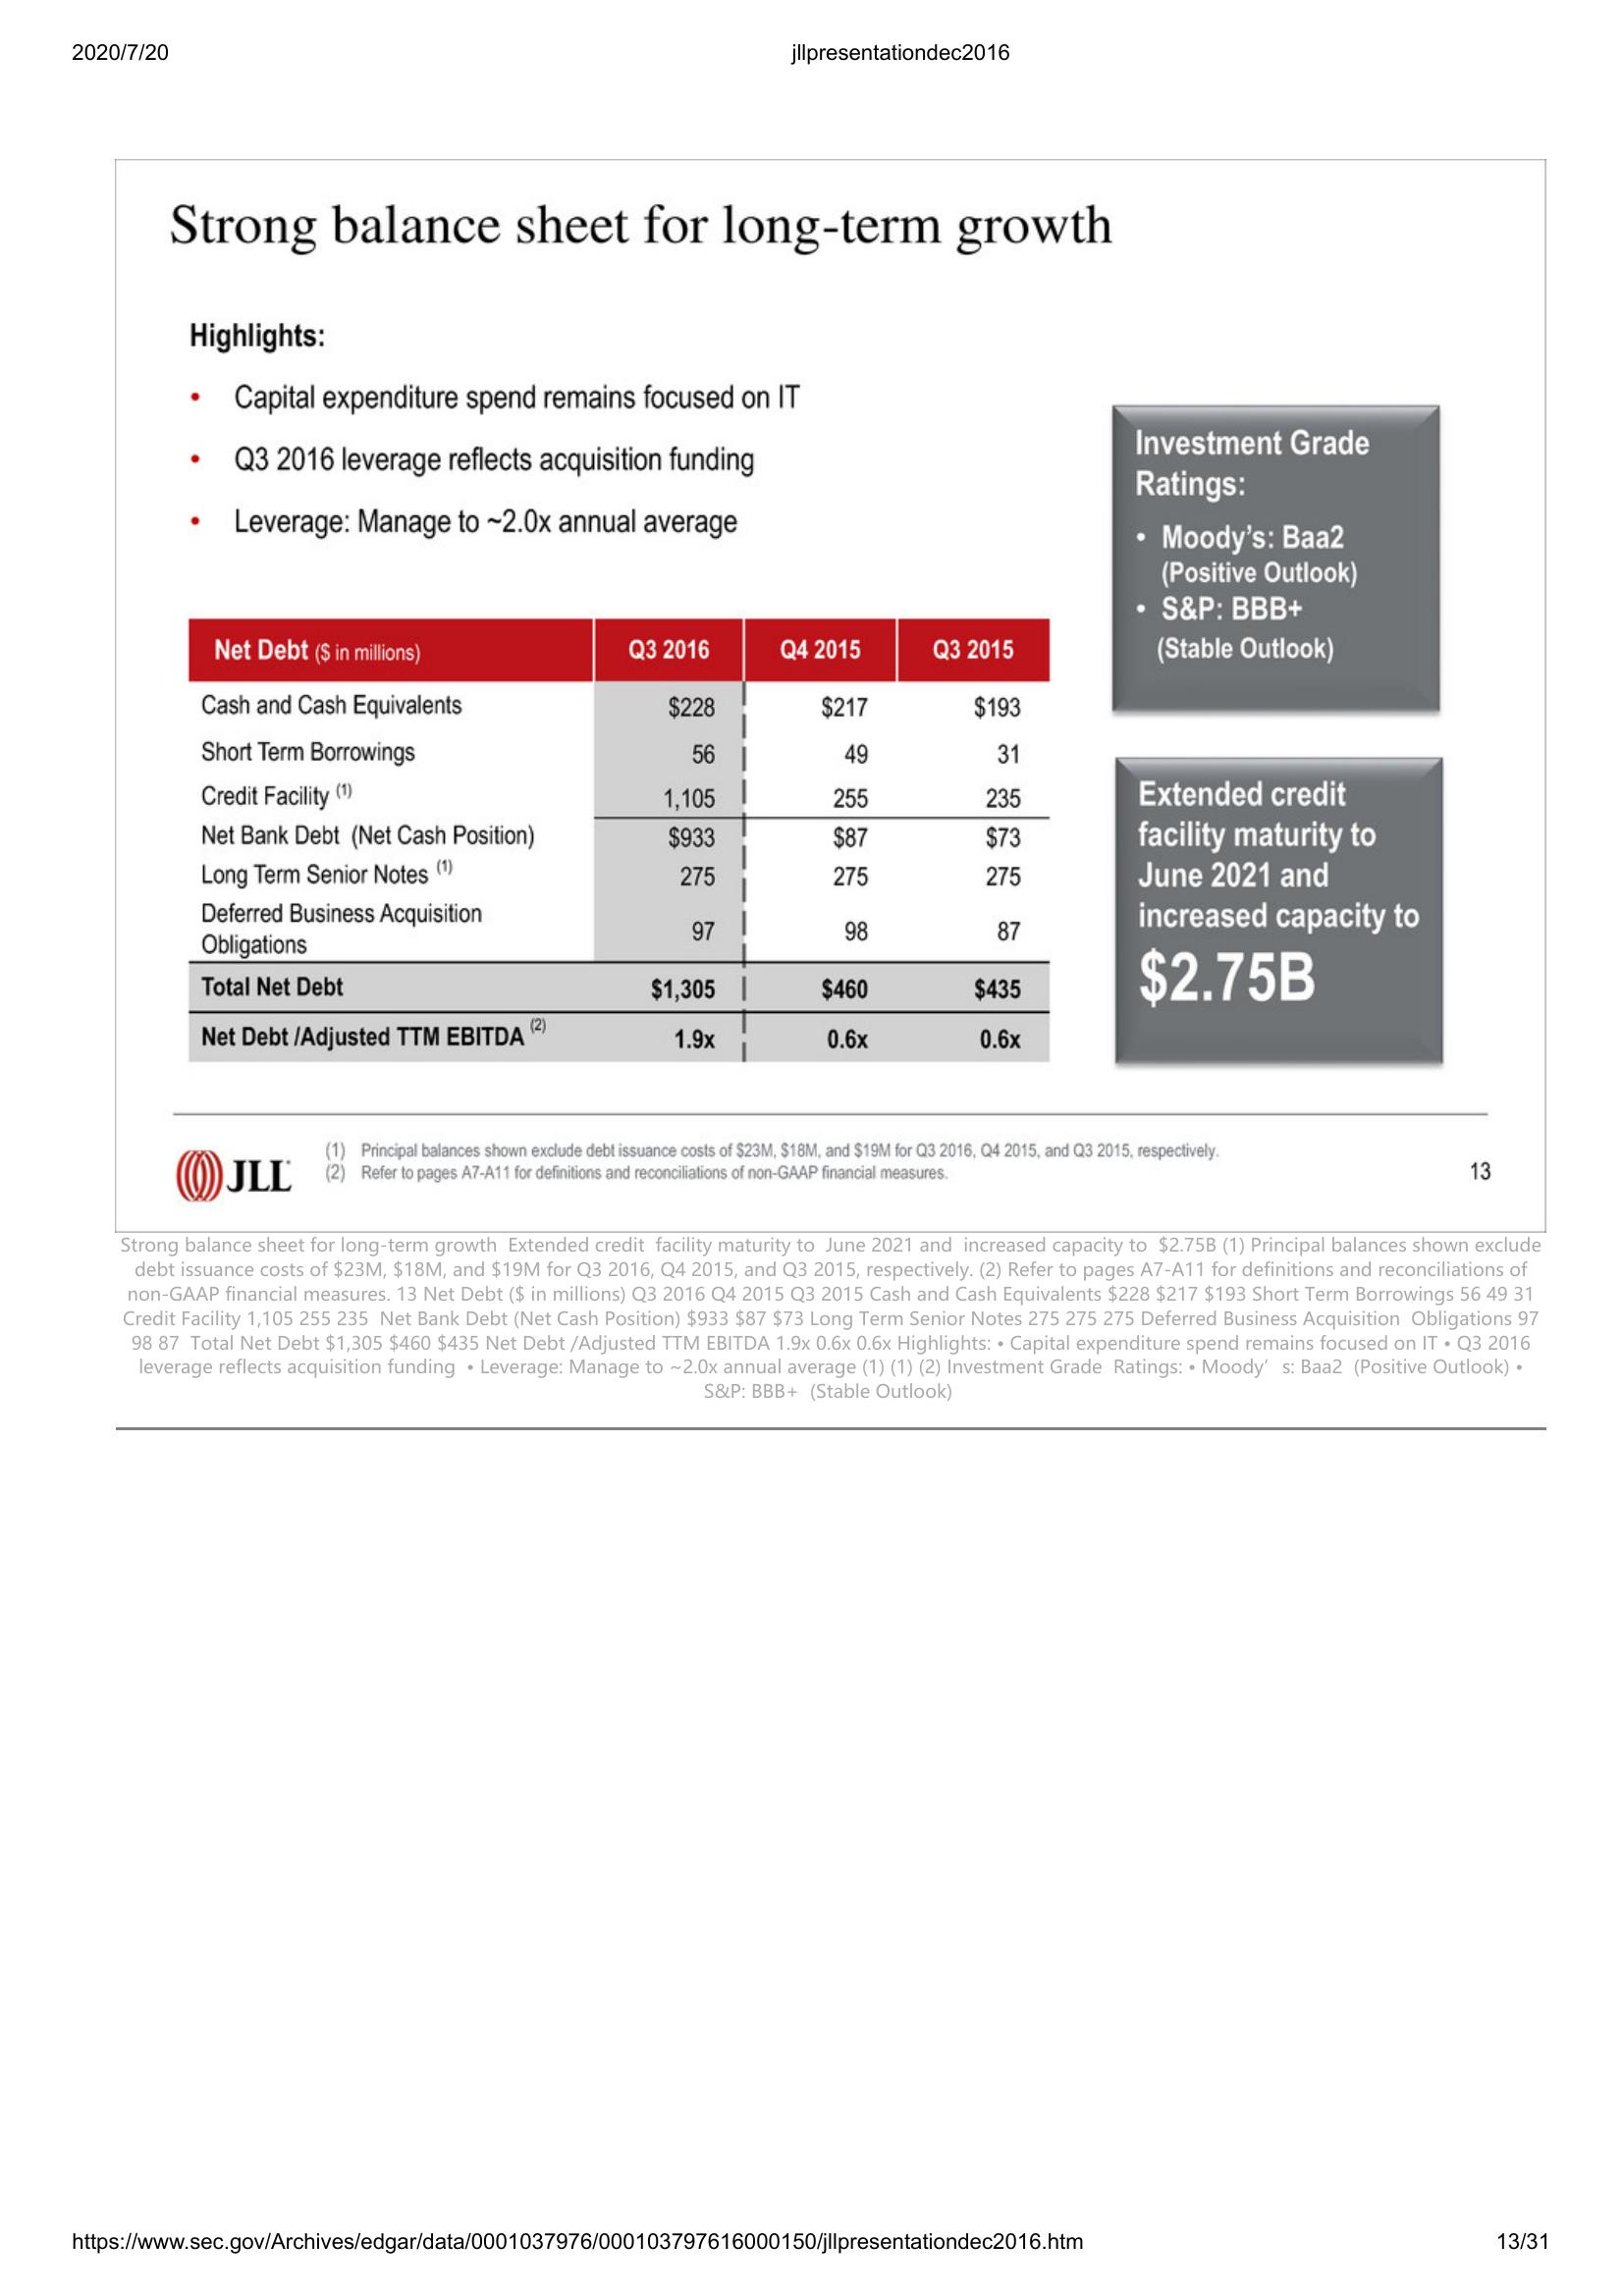 2020/7/20
jllpresentationdec2016
Strong balance sheet for long-term growth
Highlights:
• Capital expenditure spend remains focused on IT
• Q3 2016 leverage reflects acquisition funding
• Leverage: Manage to ~2.0x annual average
Investment Grade
Ratings:
• Moody’s: Baa2
(Positive Outlook)
• S&P: BBB+
(Stable Outlook)
Net Debt ($ in millions) Q3 2016 Q4 2015 Q3 2015
Cash and Cash Equivalents $228 $217 $193
Short Term Borrowings 56 49 31
Credit Facility (1) 1,105 255 235
Net Bank Debt (Net Cash Position) $933 $87 $73
Long Term Senior Notes (1) 275 275 275
Deferred Business Acquisition
Obligations 97 98 87
Total Net Debt $1,305 $460 $435
Net Debt /Adjusted TTM EBITDA (2) 1.9x 0.6x 0.6x
Extended credit
facility maturity to
June 2021 and
increased capacity to
$2.75B
JLL
(1) Principal balances shown exclude debt issuance costs of $23M, $18M, and $19M for Q3 2016, Q4 2015, and Q3 2015, respectively.
(2) Refer to pages A7-A11 for definitions and reconciliations of non-GAAP financial measures.
13
Strong balance sheet for long-term growth Extended credit facility maturity to June 2021 and increased capacity to $2.75B (1) Principal balances shown exclude
debt issuance costs of $23M, $18M, and $19M for Q3 2016, Q4 2015, and Q3 2015, respectively. (2) Refer to pages A7-A11 for definitions and reconciliations of
non-GAAP financial measures. 13 Net Debt ($ in millions) Q3 2016 Q4 2015 Q3 2015 Cash and Cash Equivalents $228 $217 $193 Short Term Borrowings 56 49 31
Credit Facility 1,105 255 235 Net Bank Debt (Net Cash Position) $933 $87 $73 Long Term Senior Notes 275 275 275 Deferred Business Acquisition Obligations 97
98 87 Total Net Debt $1,305 $460 $435 Net Debt /Adjusted TTM EBITDA 1.9x 0.6x 0.6x Highlights: • Capital expenditure spend remains focused on IT • Q3 2016
leverage reflects acquisition funding • Leverage: Manage to ~2.0x annual average (1) (1) (2) Investment Grade Ratings: • Moody’s: Baa2 (Positive Outlook) •
S&P: BBB+ (Stable Outlook)
https://www.sec.gov/Archives/edgar/data/0001037976/000103797616000150/jllpresentationdec2016.htm
13/31